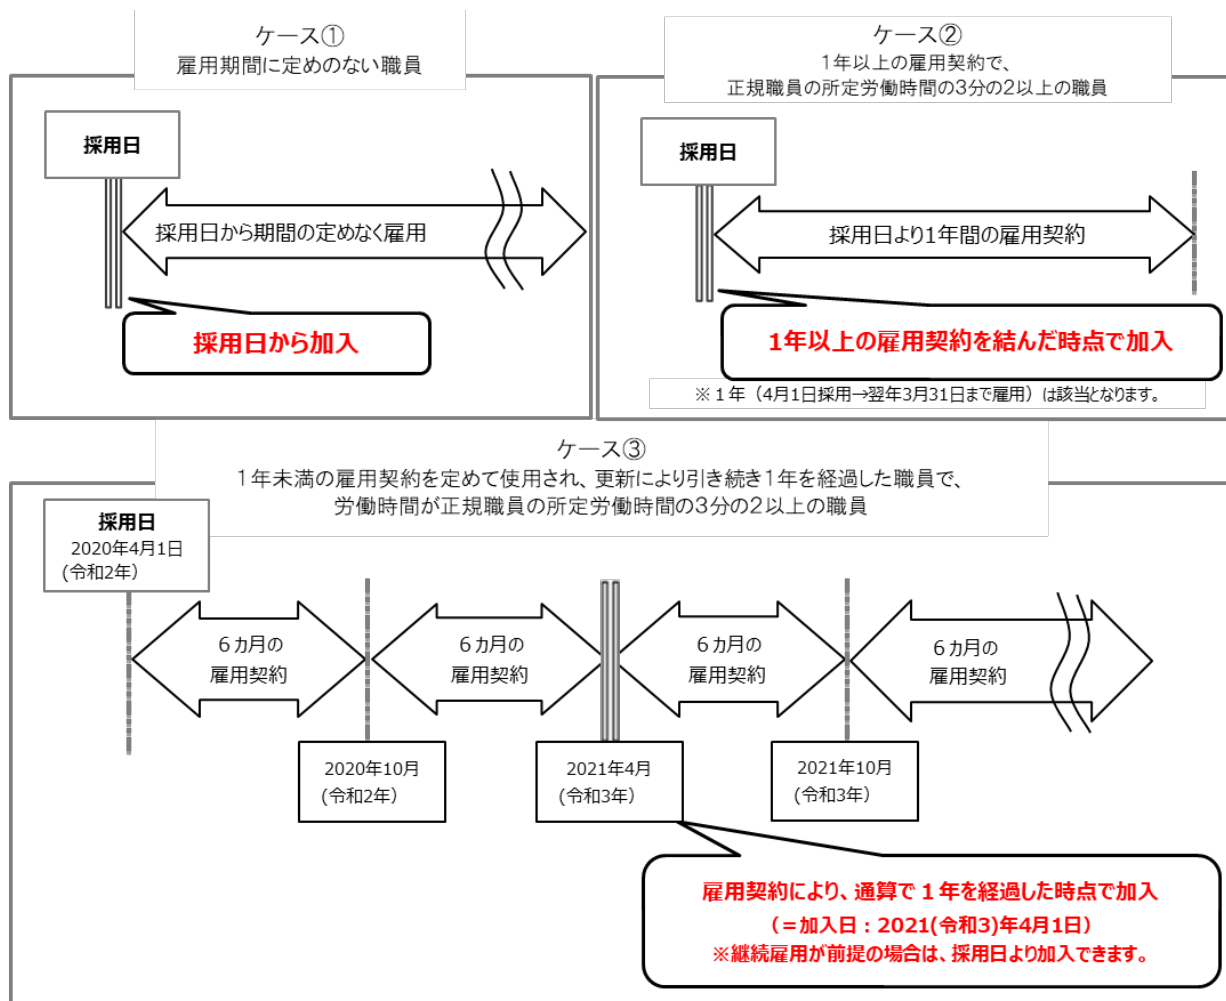 ケース①
雇用期間に定めのない職員
採用日
採用日から期間の定めなく雇用
採用日から加入
ケース②
1年以上の雇用契約で、
正規職員の所定労働時間の3分の2以上の職員
採用日
採用日より1年間の雇用契約
1年以上の雇用契約を結んだ時点で加入
※１年（4月1日採用→翌年3月31日まで雇用）は該当となります。
ケース③
1年未満の雇用契約を定めて使用され、更新により引き続き1年を経過した職員で、
労働時間が正規職員の所定労働時間の3分の2以上の職員
採用日
2020年4月1日
(令和2年)
６カ月の
雇用契約
６カ月の
雇用契約
６カ月の
雇用契約
６カ月の
雇用契約
2020年10月
(令和2年)
2021年4月
(令和3年)
2021年10月
(令和3年)
雇用契約により、通算で１年を経過した時点で加入
（＝加入日：2021(令和3)年4月1日）
※継続雇用が前提の場合は、採用日より加入できます。